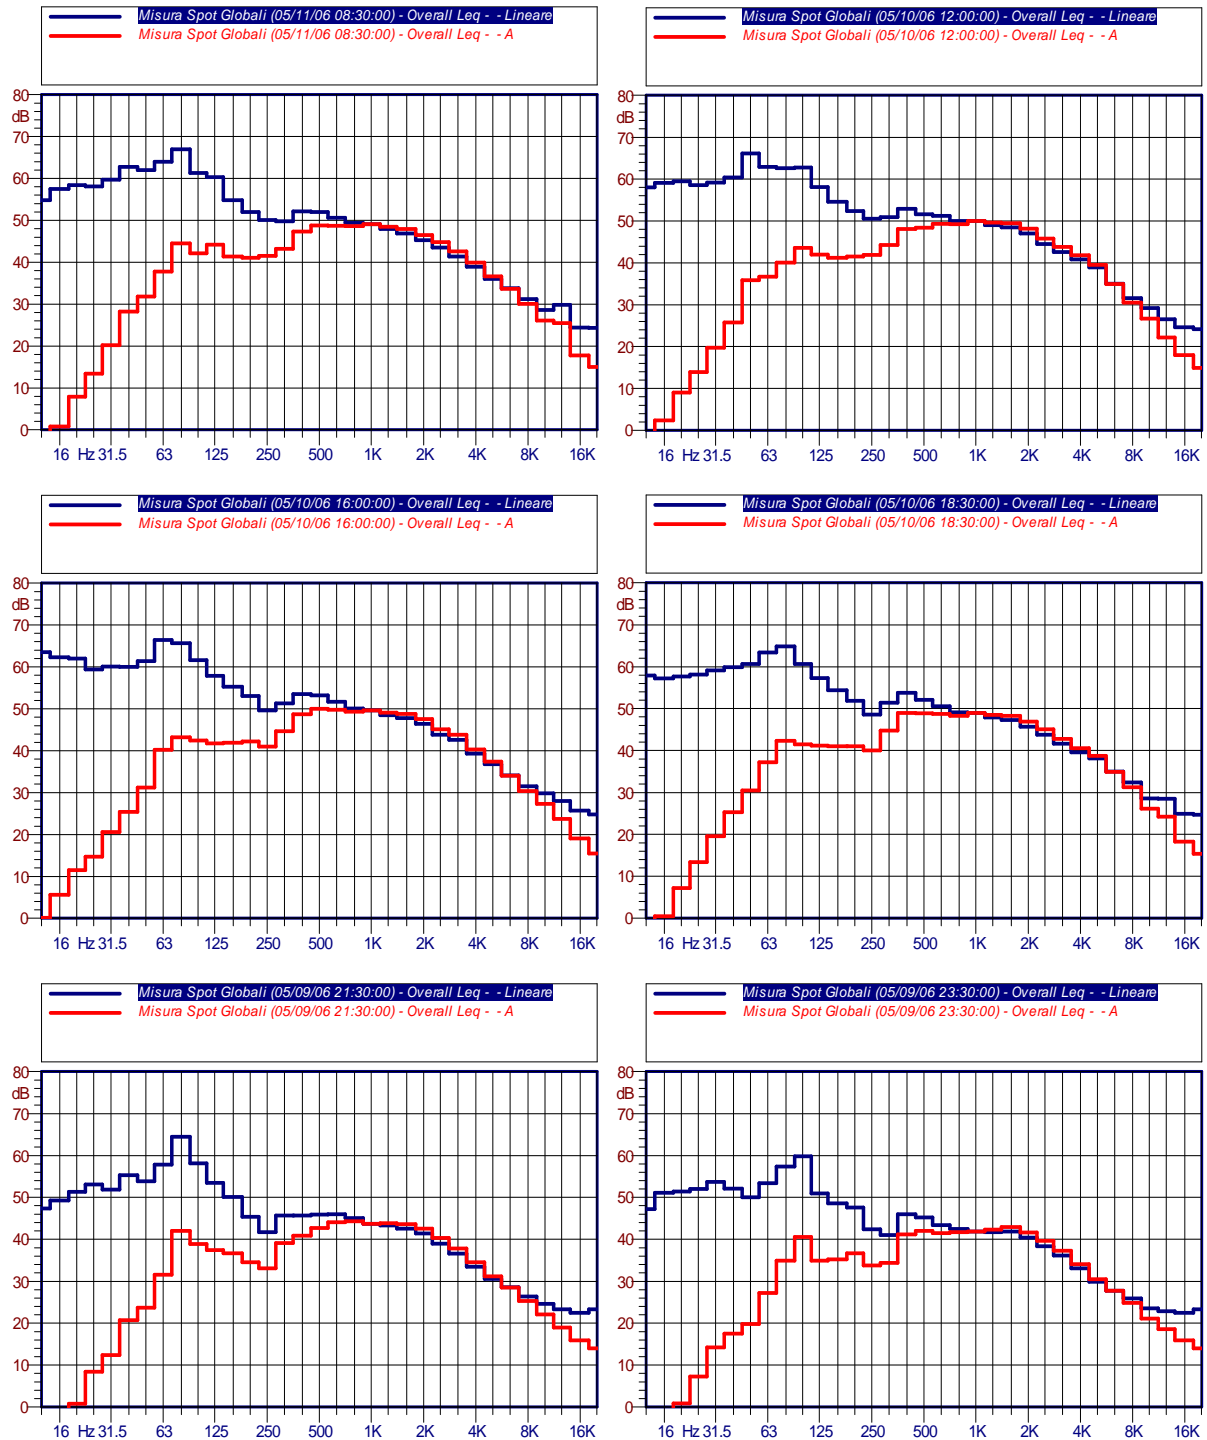 Misura Spot Globali (05/11/06 08:30:00) - Overall Leq - - Lineare
Misura Spot Globali (05/11/06 08:30:00) - Overall Leq - - A
80
dB
70
60
50
40
30
20
10
0
16 Hz 31.5 63 125 250 500 1K 2K 4K 8K 16K
Misura Spot Globali (05/10/06 12:00:00) - Overall Leq - - Lineare
Misura Spot Globali (05/10/06 12:00:00) - Overall Leq - - A
80
dB
70
60
50
40
30
20
10
0
16 Hz 31.5 63 125 250 500 1K 2K 4K 8K 16K
Misura Spot Globali (05/10/06 16:00:00) - Overall Leq - - Lineare
Misura Spot Globali (05/10/06 16:00:00) - Overall Leq - - A
80
dB
70
60
50
40
30
20
10
0
16 Hz 31.5 63 125 250 500 1K 2K 4K 8K 16K
Misura Spot Globali (05/10/06 18:30:00) - Overall Leq - - Lineare
Misura Spot Globali (05/10/06 18:30:00) - Overall Leq - - A
80
dB
70
60
50
40
30
20
10
0
16 Hz 31.5 63 125 250 500 1K 2K 4K 8K 16K
Misura Spot Globali (05/09/06 21:30:00) - Overall Leq - - Lineare
Misura Spot Globali (05/09/06 21:30:00) - Overall Leq - - A
80
dB
70
60
50
40
30
20
10
0
16 Hz 31.5 63 125 250 500 1K 2K 4K 8K 16K
Misura Spot Globali (05/09/06 23:30:00) - Overall Leq - - Lineare
Misura Spot Globali (05/09/06 23:30:00) - Overall Leq - - A
80
dB
70
60
50
40
30
20
10
0
16 Hz 31.5 63 125 250 500 1K 2K 4K 8K 16K